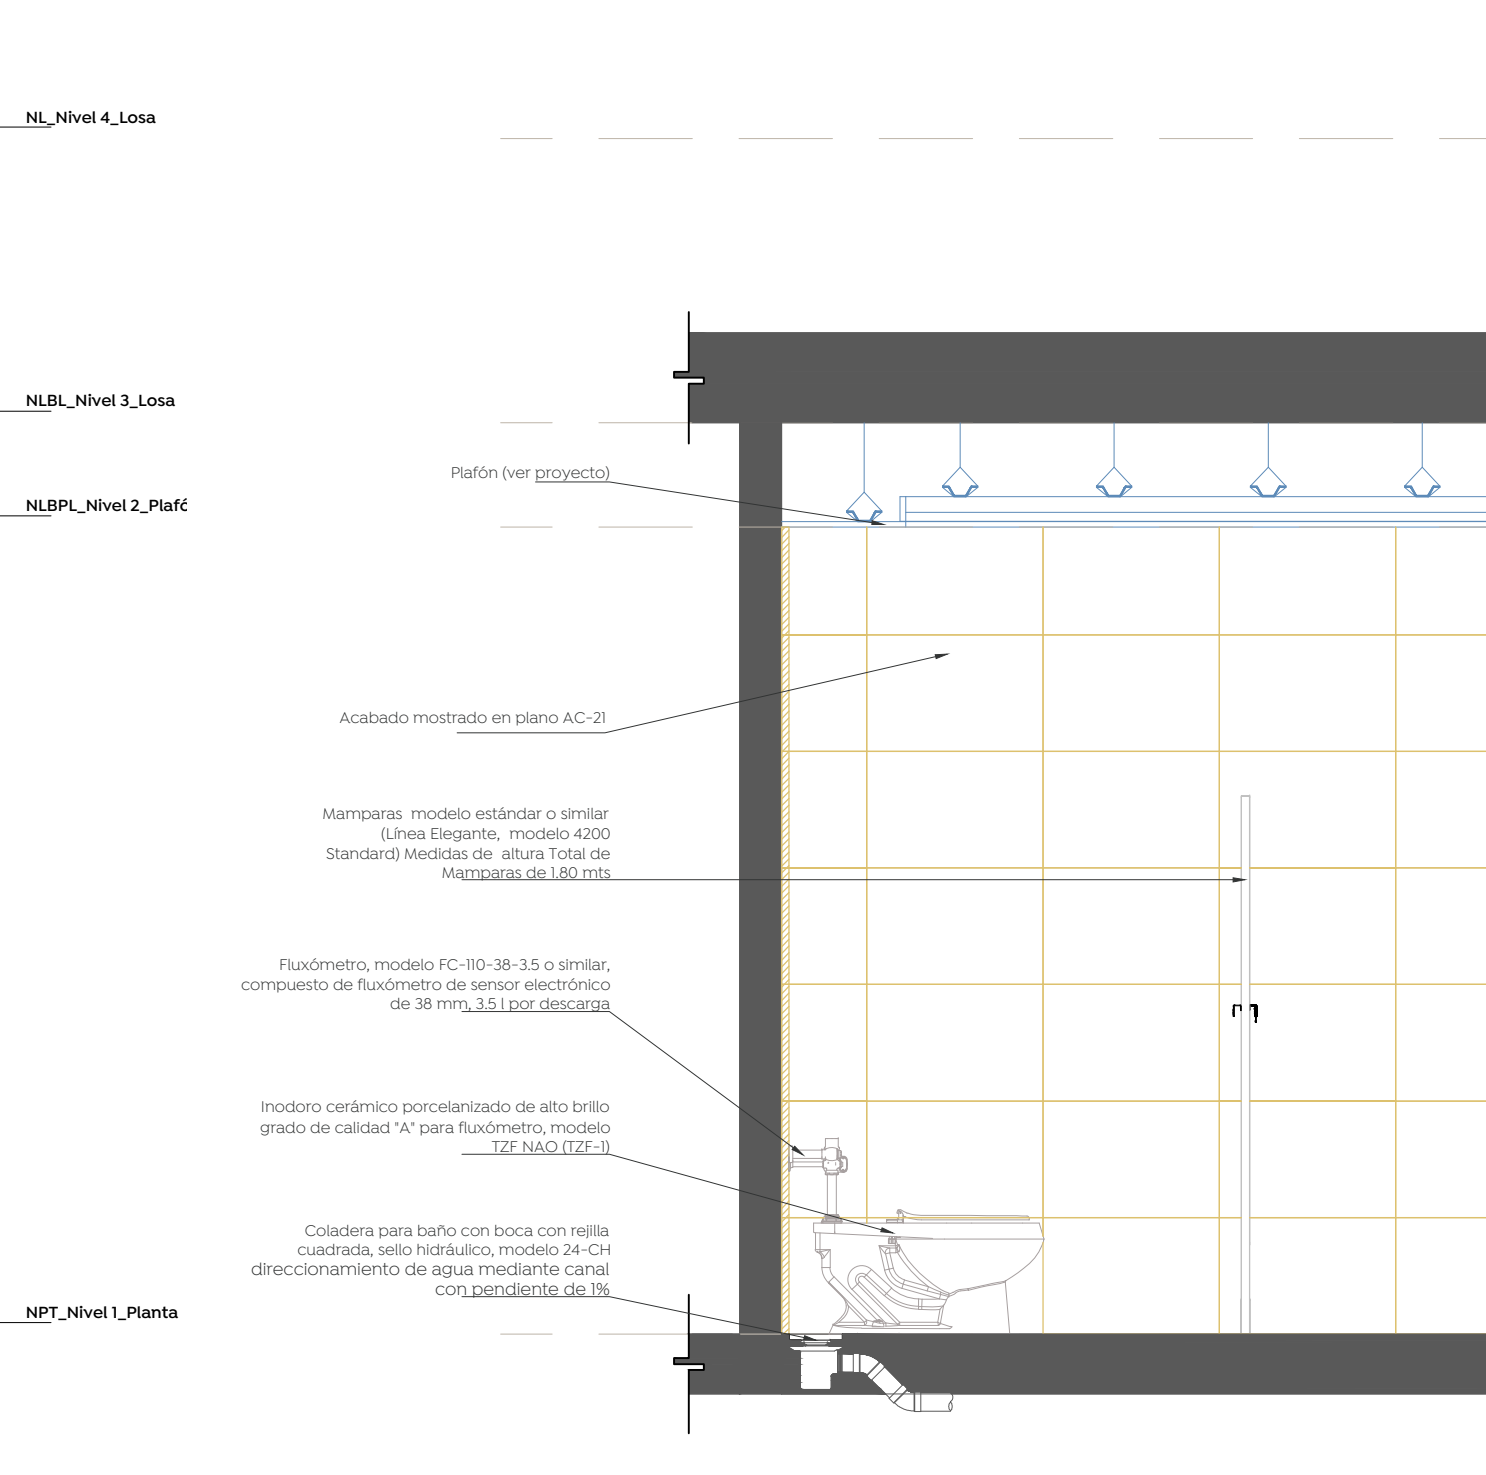 NL_Nivel 4_Losa
NLBL_Nivel 3_Losa
Plafón (ver proyecto)
NLBPL_Nivel 2_Plafó
Acabado mostrado en plano AC-21
Mamparas modelo estándar o similar
(Línea Elegante, modelo 4200
Standard) Medidas de altura Total de
Mamparas de 1.80 mts
Fluxómetro, modelo FC-110-38-3.5 o similar,
compuesto de fluxómetro de sensor electrónico
de 38 mm, 3.5 l por descarga
Inodoro cerámico porcelanizado de alto brillo
grado de calidad "A" para fluxómetro, modelo
TZF NAO (TZF-1)
Coladera para baño con boca con rejilla
cuadrada, sello hidráulico, modelo 24-CH
direccionamiento de agua mediante canal
con pendiente de 1%
NPT_Nivel 1_Planta